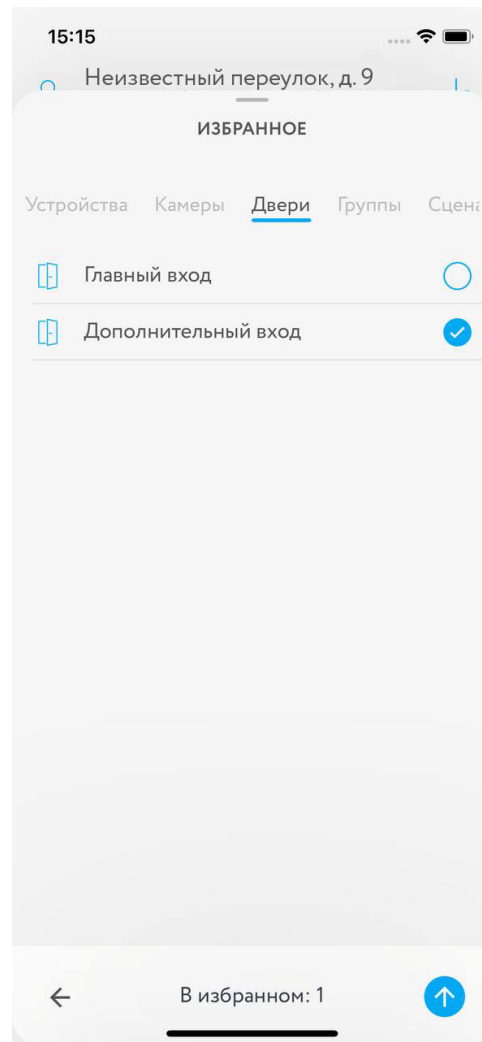 15:15
Неизвестный переулок, д. 9
ИЗБРАННОЕ
Устройства Камеры Двери Группы
Главный вход
Дополнительный вход
В избранном: 1